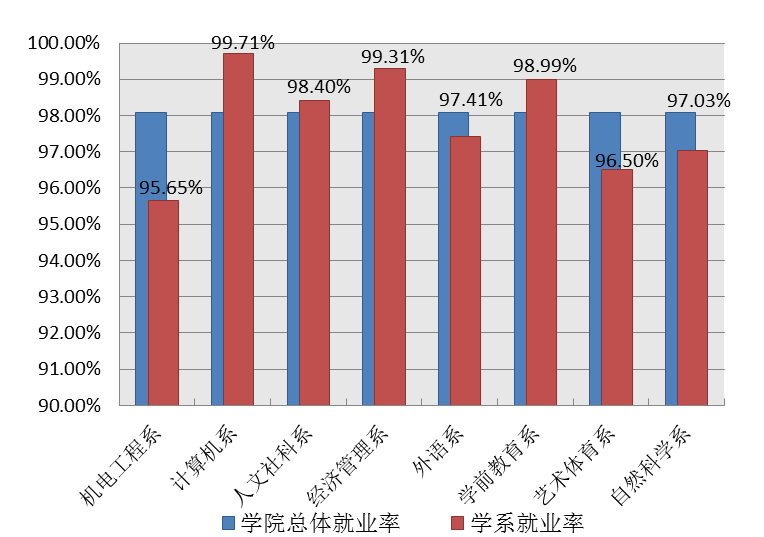 100.00%
99.00%
98.00%
97.00%
96.00%
95.00%
94.00%
93.00%
92.00%
91.00%
90.00%
95.65%
99.71%
98.40%
99.31%
97.41%
98.99%
96.50%
97.03%
机电工程系
计算机系
人文社科系
经济管理系
外语系
学前教育系
艺术体育系
自然科学系
学院总体就业率
学系就业率